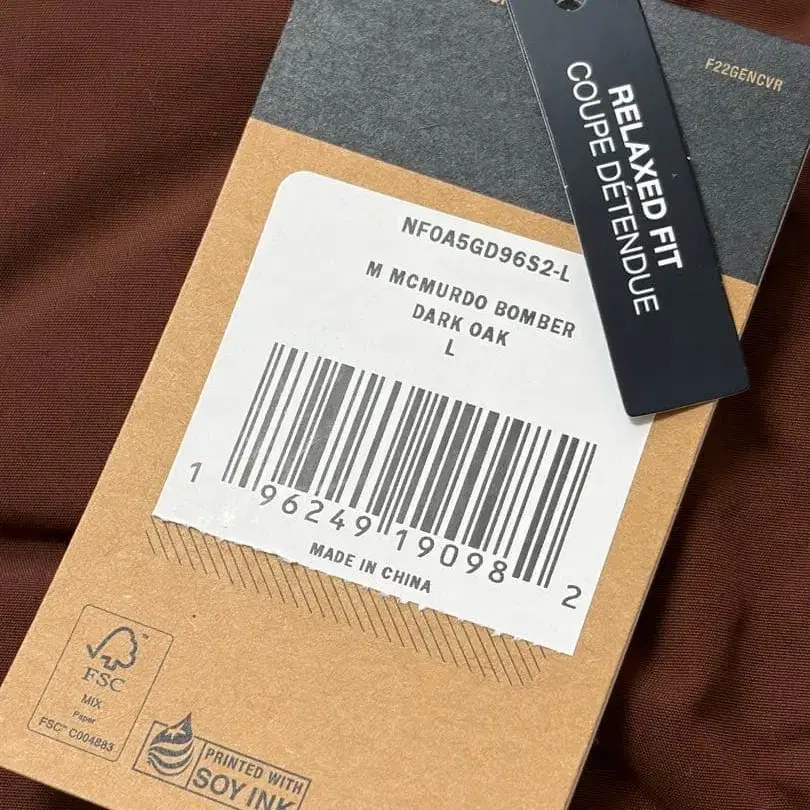 F22GENCVR
RELAXED FIT
COUPE DÉTENDUE
NF0A5GD96S2-L
M MCMURDO BOMBER
DARK OAK
L
1 96249 19098 2
MADE IN CHINA
FSC
MIX
Paper
FSC™ C004883
PRINTED WITH
SOY INK